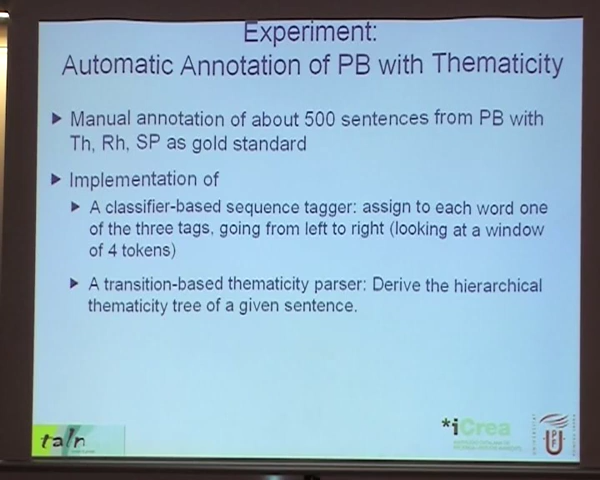 Experiment:
Automatic Annotation of PB with Thematicity
Manual annotation of about 500 sentences from PB with
Th, Rh, SP as gold standard
Implementation of
A classifier-based sequence tagger: assign to each word one
of the three tags, going from left to right (looking at a window
of 4 tokens)
A transition-based thematicity parser: Derive the hierarchical
thematicity tree of a given sentence.
taln
*iCrea
U